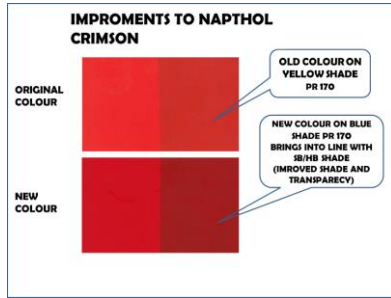 IMPROMENTS TO NAPTHOL
CRIMSON
ORIGINAL
COLOUR
OLD COLOUR ON
YELLOW SHADE
PR 170
NEW COLOUR ON BLUE
SHADE PR 170
BRINGS INTO LINE WITH
SB/HB SHADE
(IMROVED SHADE AND
TRANSPARECY)
NEW
COLOUR